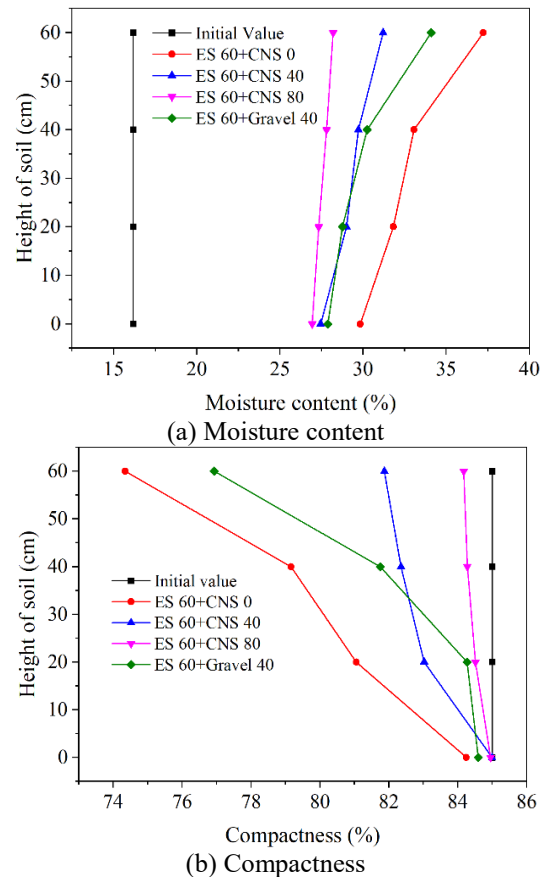 Initial Value
ES 60+CNS 0
ES 60+CNS 40
ES 60+CNS 80
ES 60+Gravel 40
Height of soil (cm)
60
50
40
30
20
10
0
15 20 25 30 35 40
Moisture content (%)
(a) Moisture content
Initial value
ES 60+CNS 0
ES 60+CNS 40
ES 60+CNS 80
ES 60+Gravel 40
Height of soil (cm)
60
50
40
30
20
10
0
74 76 78 80 82 84 86
Compactness (%)
(b) Compactness